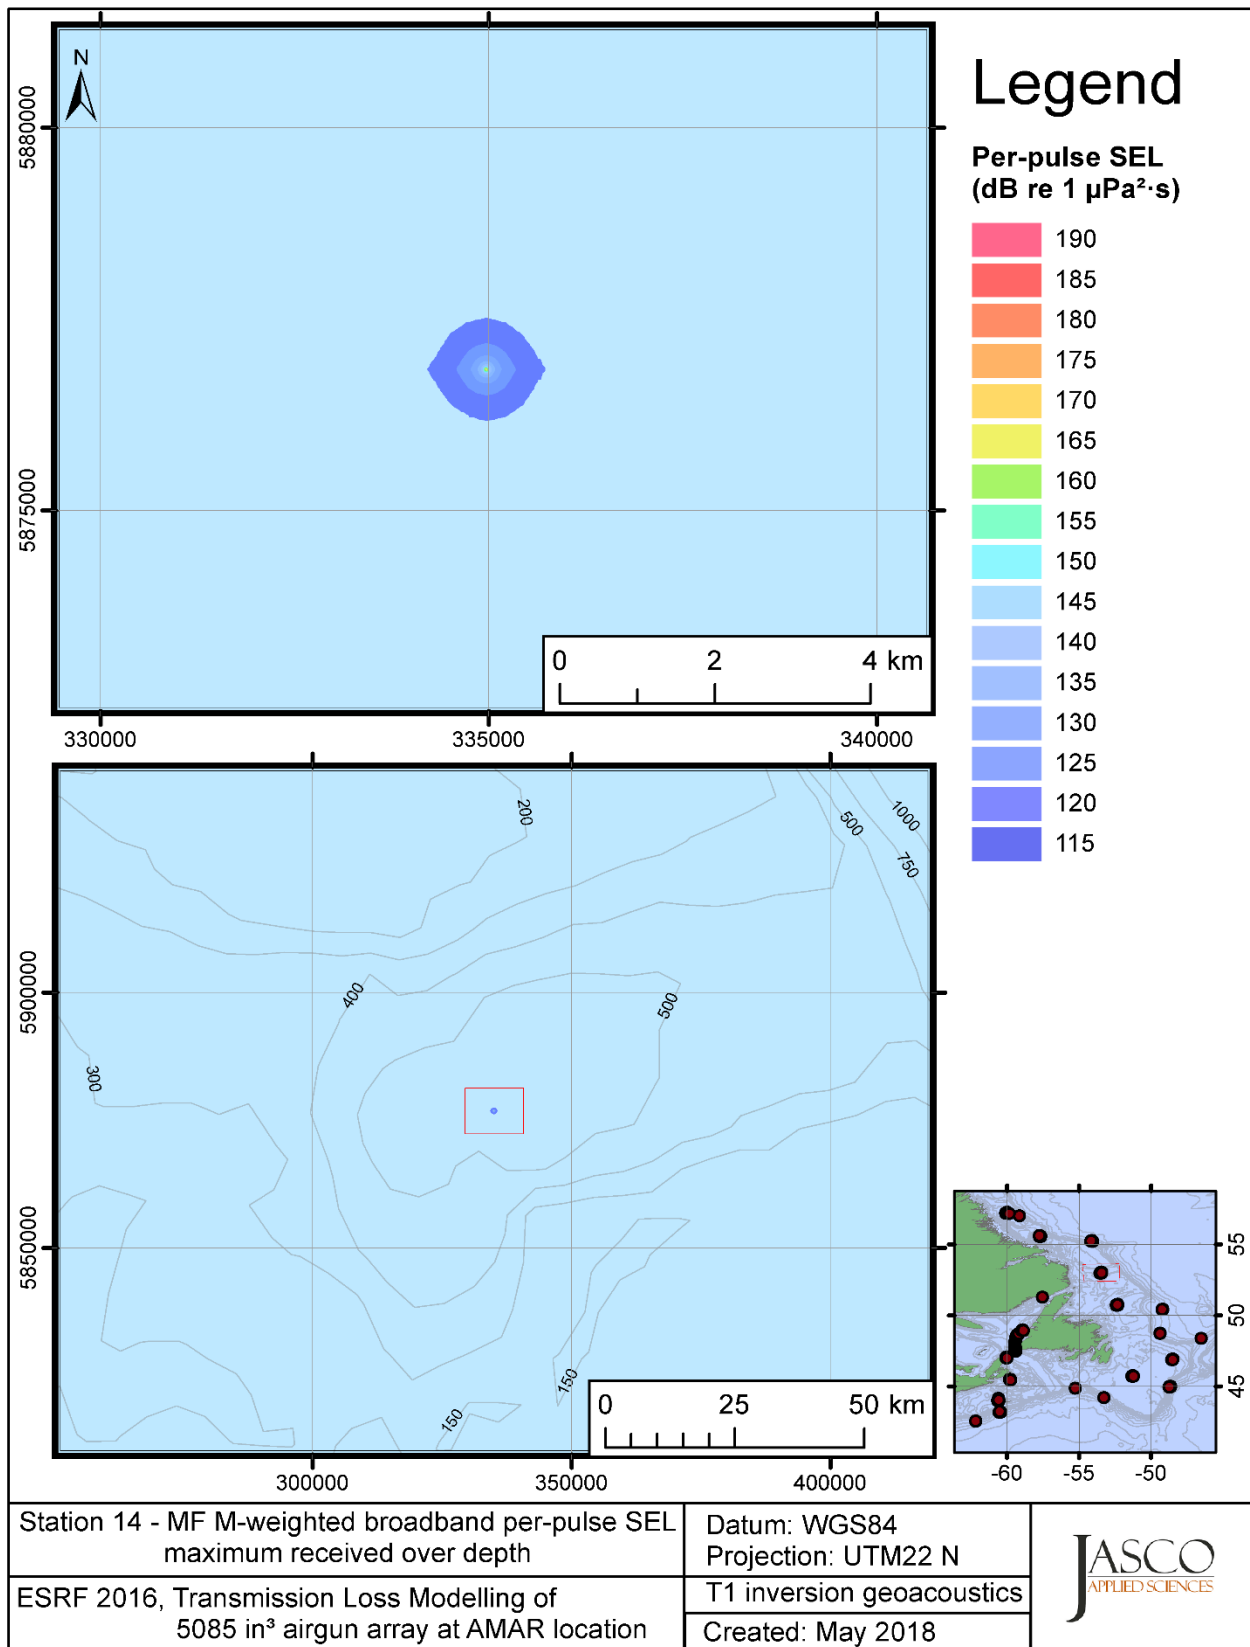 N
5880000
5875000
0 2 4 km
330000 335000 340000
Legend
Per-pulse SEL
(dB re 1 µPa²·s)
190
185
180
175
170
165
160
155
150
145
140
135
130
125
120
115
200
500
1000
750
400
500
300
150
150
5900000
5850000
0 25 50 km
300000 350000 400000
55
50
45
-60 -55 -50
Station 14 - MF M-weighted broadband per-pulse SEL
maximum received over depth
ESRF 2016, Transmission Loss Modelling of
5085 in³ airgun array at AMAR location
Datum: WGS84
Projection: UTM22 N
T1 inversion geoacoustics
Created: May 2018
JASCO
APPLIED SCIENCES